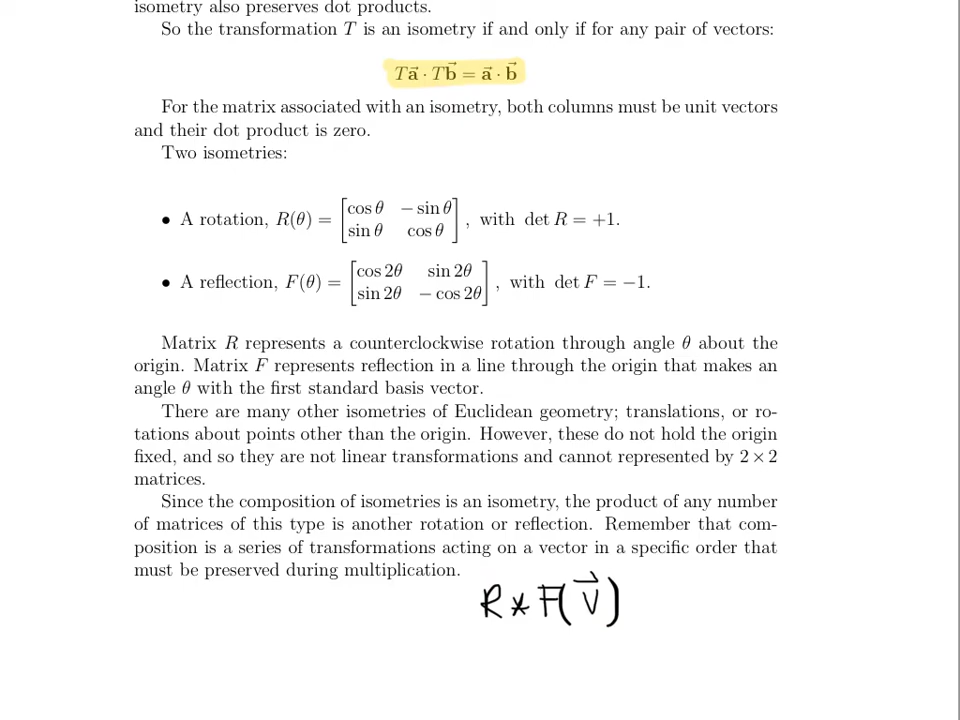 isometry also preserves dot products.
So the transformation T is an isometry if and only if for any pair of vectors:
Ta⃗ · Tb⃗ = a⃗ · b⃗
For the matrix associated with an isometry, both columns must be unit vectors
and their dot product is zero.
Two isometries:
• A rotation, R(θ) = [cos θ − sin θ; sin θ cos θ], with det R = +1.
• A reflection, F(θ) = [cos 2θ sin 2θ; sin 2θ − cos 2θ], with det F = −1.
Matrix R represents a counterclockwise rotation through angle θ about the
origin. Matrix F represents reflection in a line through the origin that makes an
angle θ with the first standard basis vector.
There are many other isometries of Euclidean geometry; translations, or ro-
tations about points other than the origin. However, these do not hold the origin
fixed, and so they are not linear transformations and cannot represented by 2 × 2
matrices.
Since the composition of isometries is an isometry, the product of any number
of matrices of this type is another rotation or reflection. Remember that com-
position is a series of transformations acting on a vector in a specific order that
must be preserved during multiplication.
R * F(v⃗)